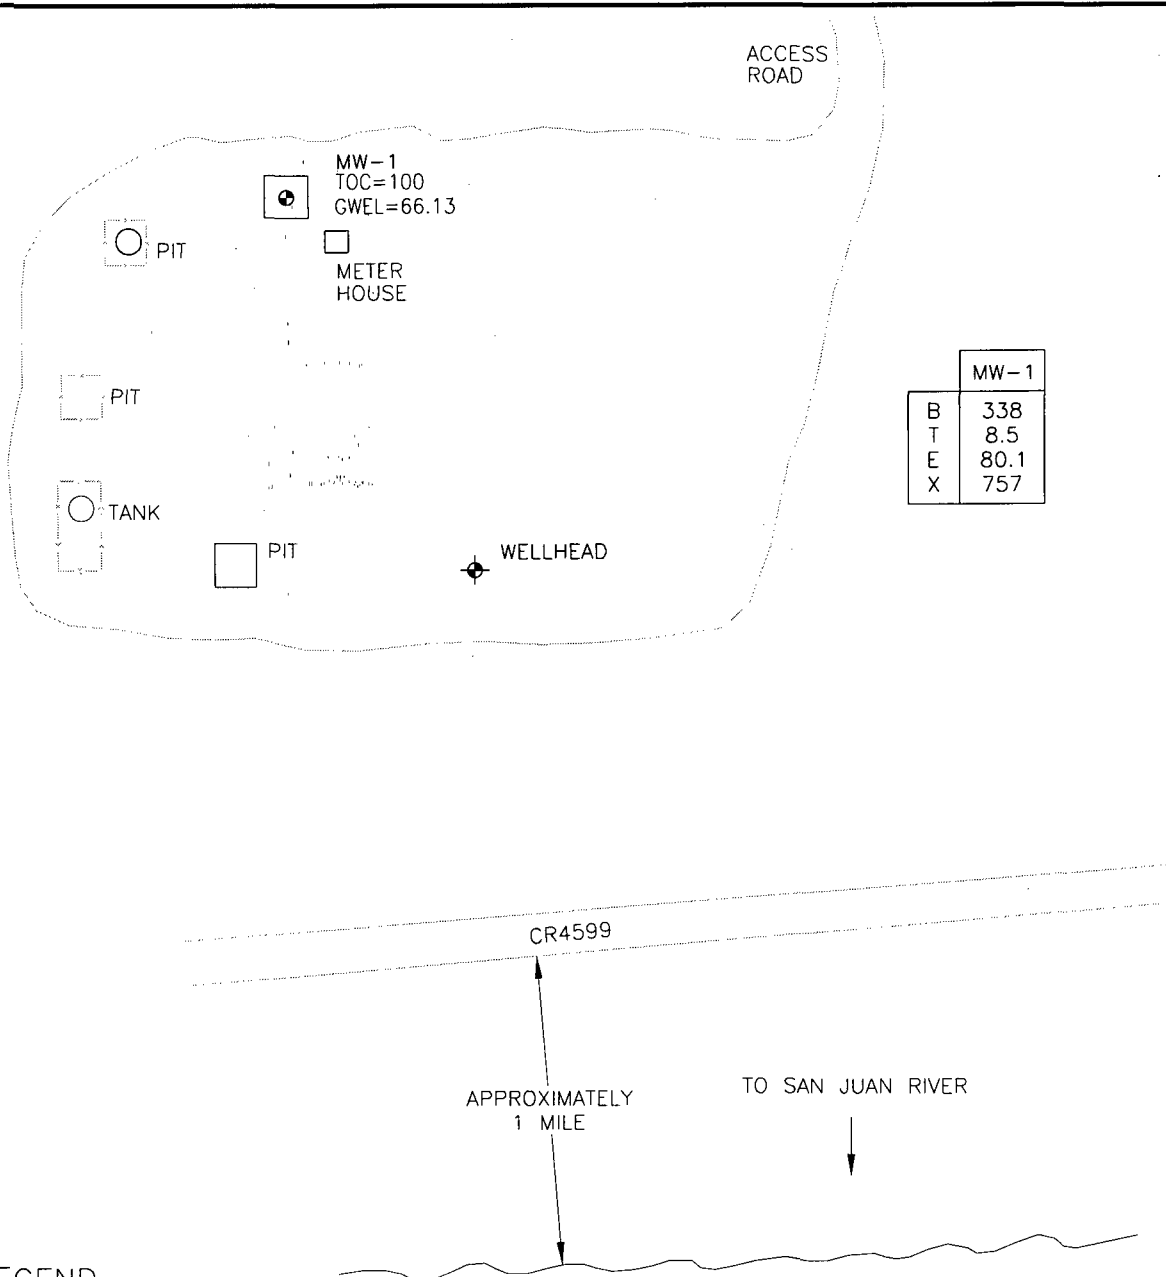 ACCESS
ROAD
MW-1
TOC=100
GWEL=66.13
PIT
METER
HOUSE
PIT
MW-1
B 338
T 8.5
E 80.1
X 757
TANK
PIT
WELLHEAD
CR4599
APPROXIMATELY
1 MILE
TO SAN JUAN RIVER